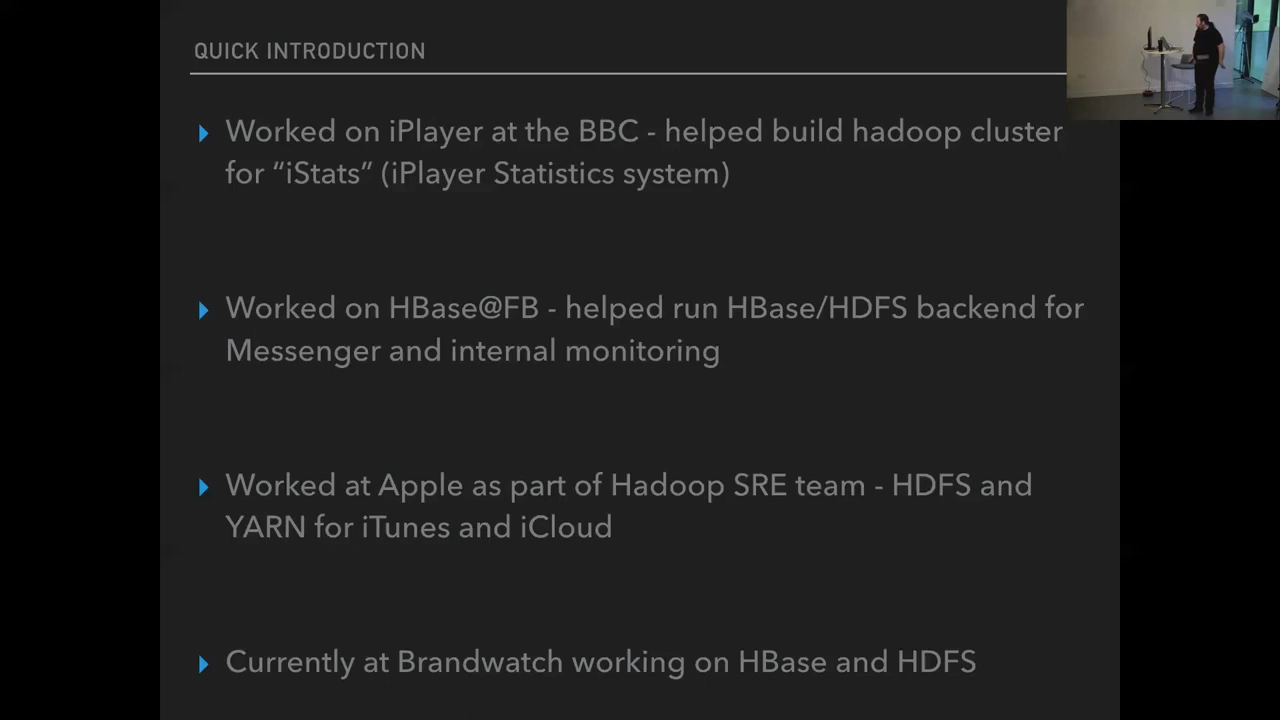 QUICK INTRODUCTION
Worked on iPlayer at the BBC - helped build hadoop cluster
for “iStats” (iPlayer Statistics system)
Worked on HBase@FB - helped run HBase/HDFS backend for
Messenger and internal monitoring
Worked at Apple as part of Hadoop SRE team - HDFS and
YARN for iTunes and iCloud
Currently at Brandwatch working on HBase and HDFS